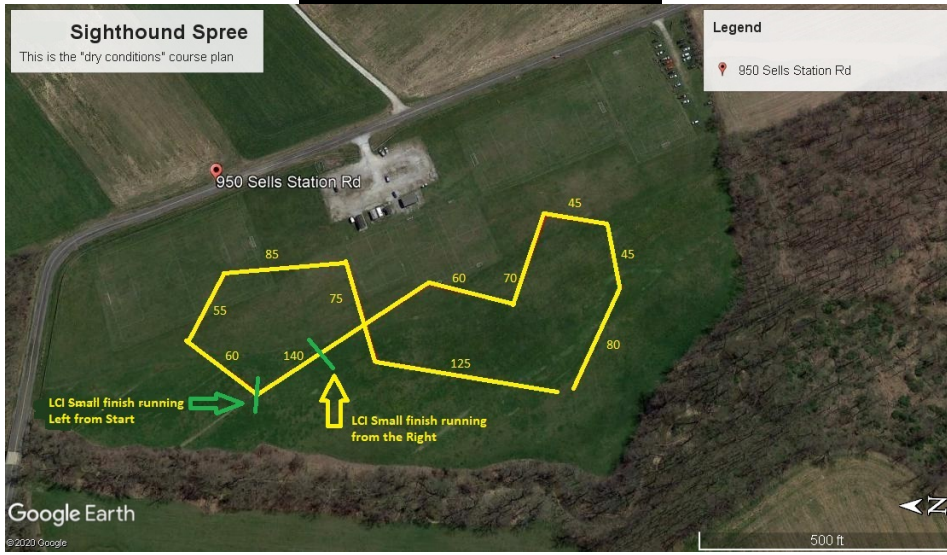 Sighthound Spree
This is the "dry conditions" course plan
Legend
950 Sells Station Rd
950 Sells Station Rd
45
45
85
60
70
75
55
80
60
140
125
LCI Small finish running
Left from Start
LCI Small finish running
from the Right
Google Earth
©2020 Google
N
500 ft